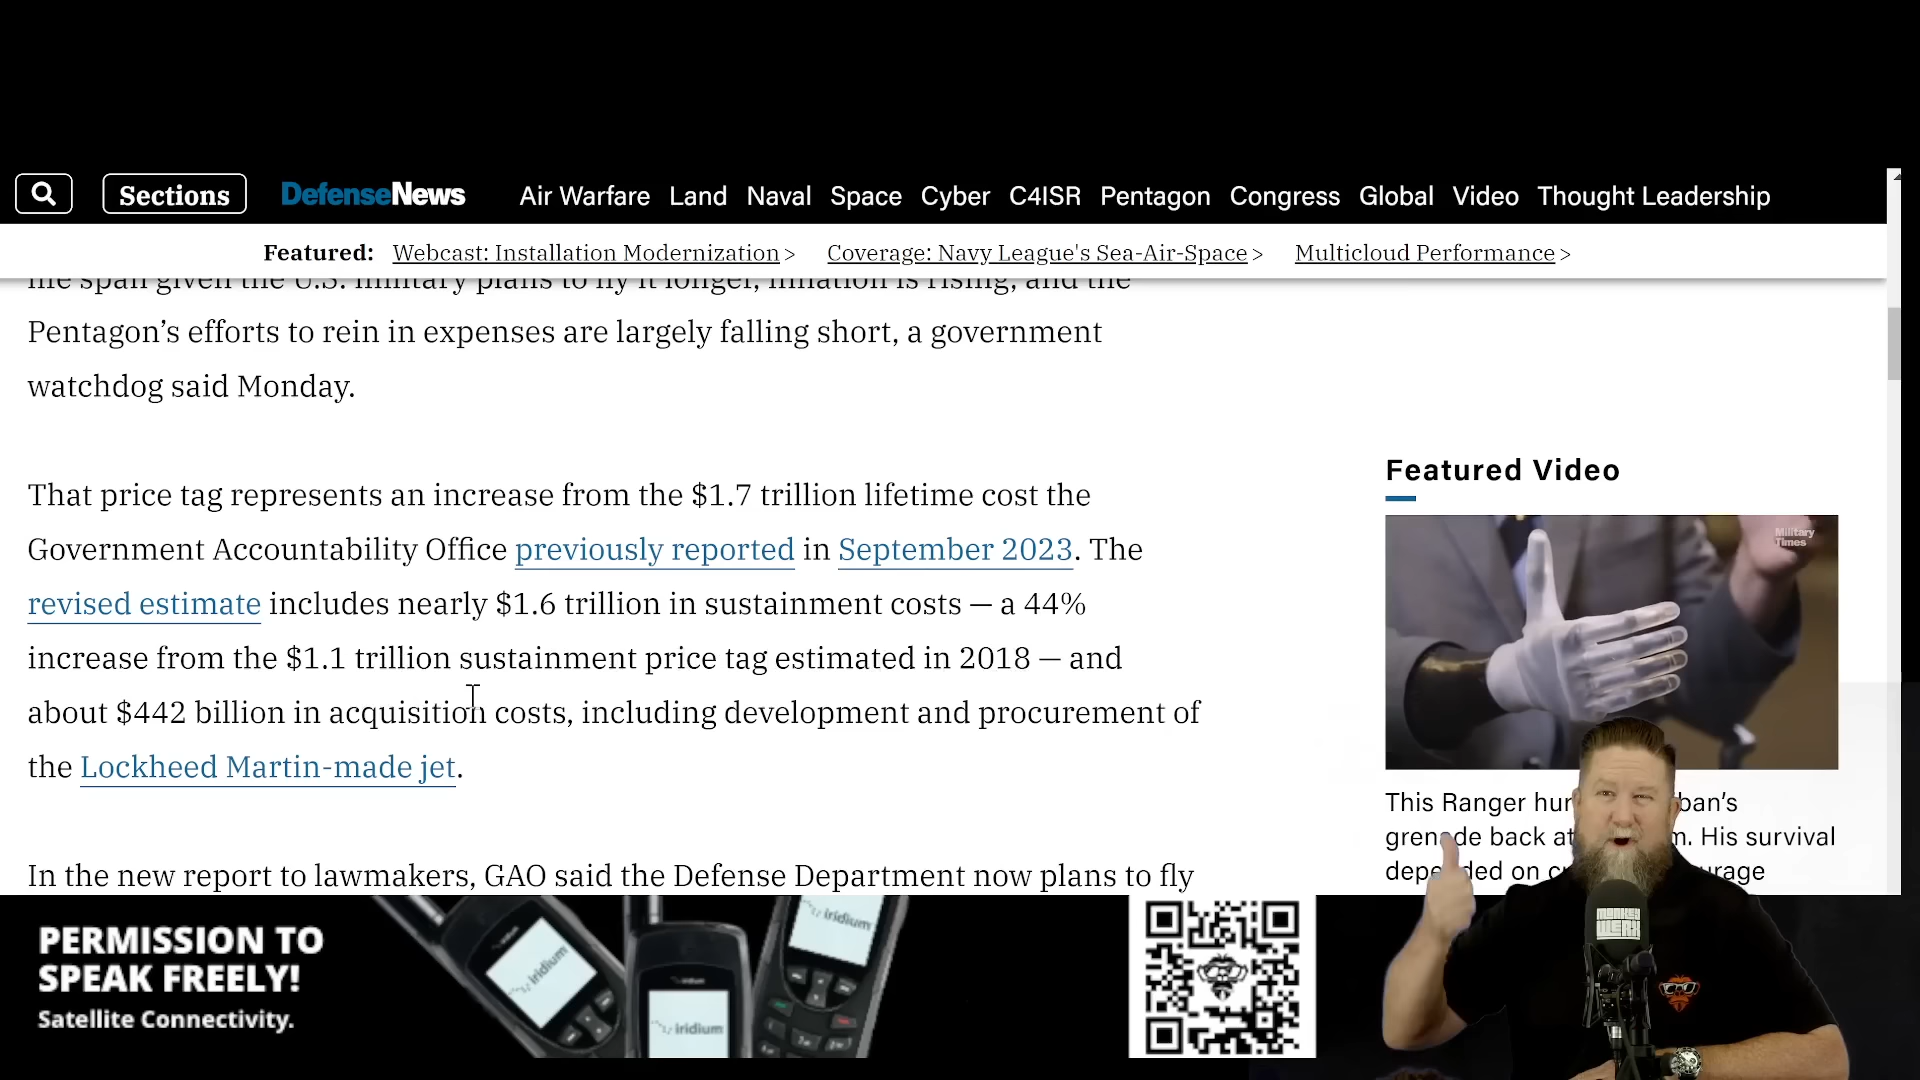 Sections
DefenseNews
Air Warfare Land Naval Space Cyber C4ISR Pentagon Congress Global Video Thought Leadership
Featured: Webcast: Installation Modernization > Coverage: Navy League's Sea-Air-Space > Multicloud Performance >
life span given the U.S. military plans to fly it longer, inflation is rising, and the
Pentagon’s efforts to rein in expenses are largely falling short, a government
watchdog said Monday.
That price tag represents an increase from the $1.7 trillion lifetime cost the
Government Accountability Office previously reported in September 2023. The
revised estimate includes nearly $1.6 trillion in sustainment costs — a 44%
increase from the $1.1 trillion sustainment price tag estimated in 2018 — and
about $442 billion in acquisition costs, including development and procurement of
the Lockheed Martin-made jet.
In the new report to lawmakers, GAO said the Defense Department now plans to fly
Featured Video
Military
Times
This Ranger
grenade back at
His survival
depended on
PERMISSION TO
SPEAK FREELY!
Satellite Connectivity.
iridium
iridium
iridium
MONKEY
WERX